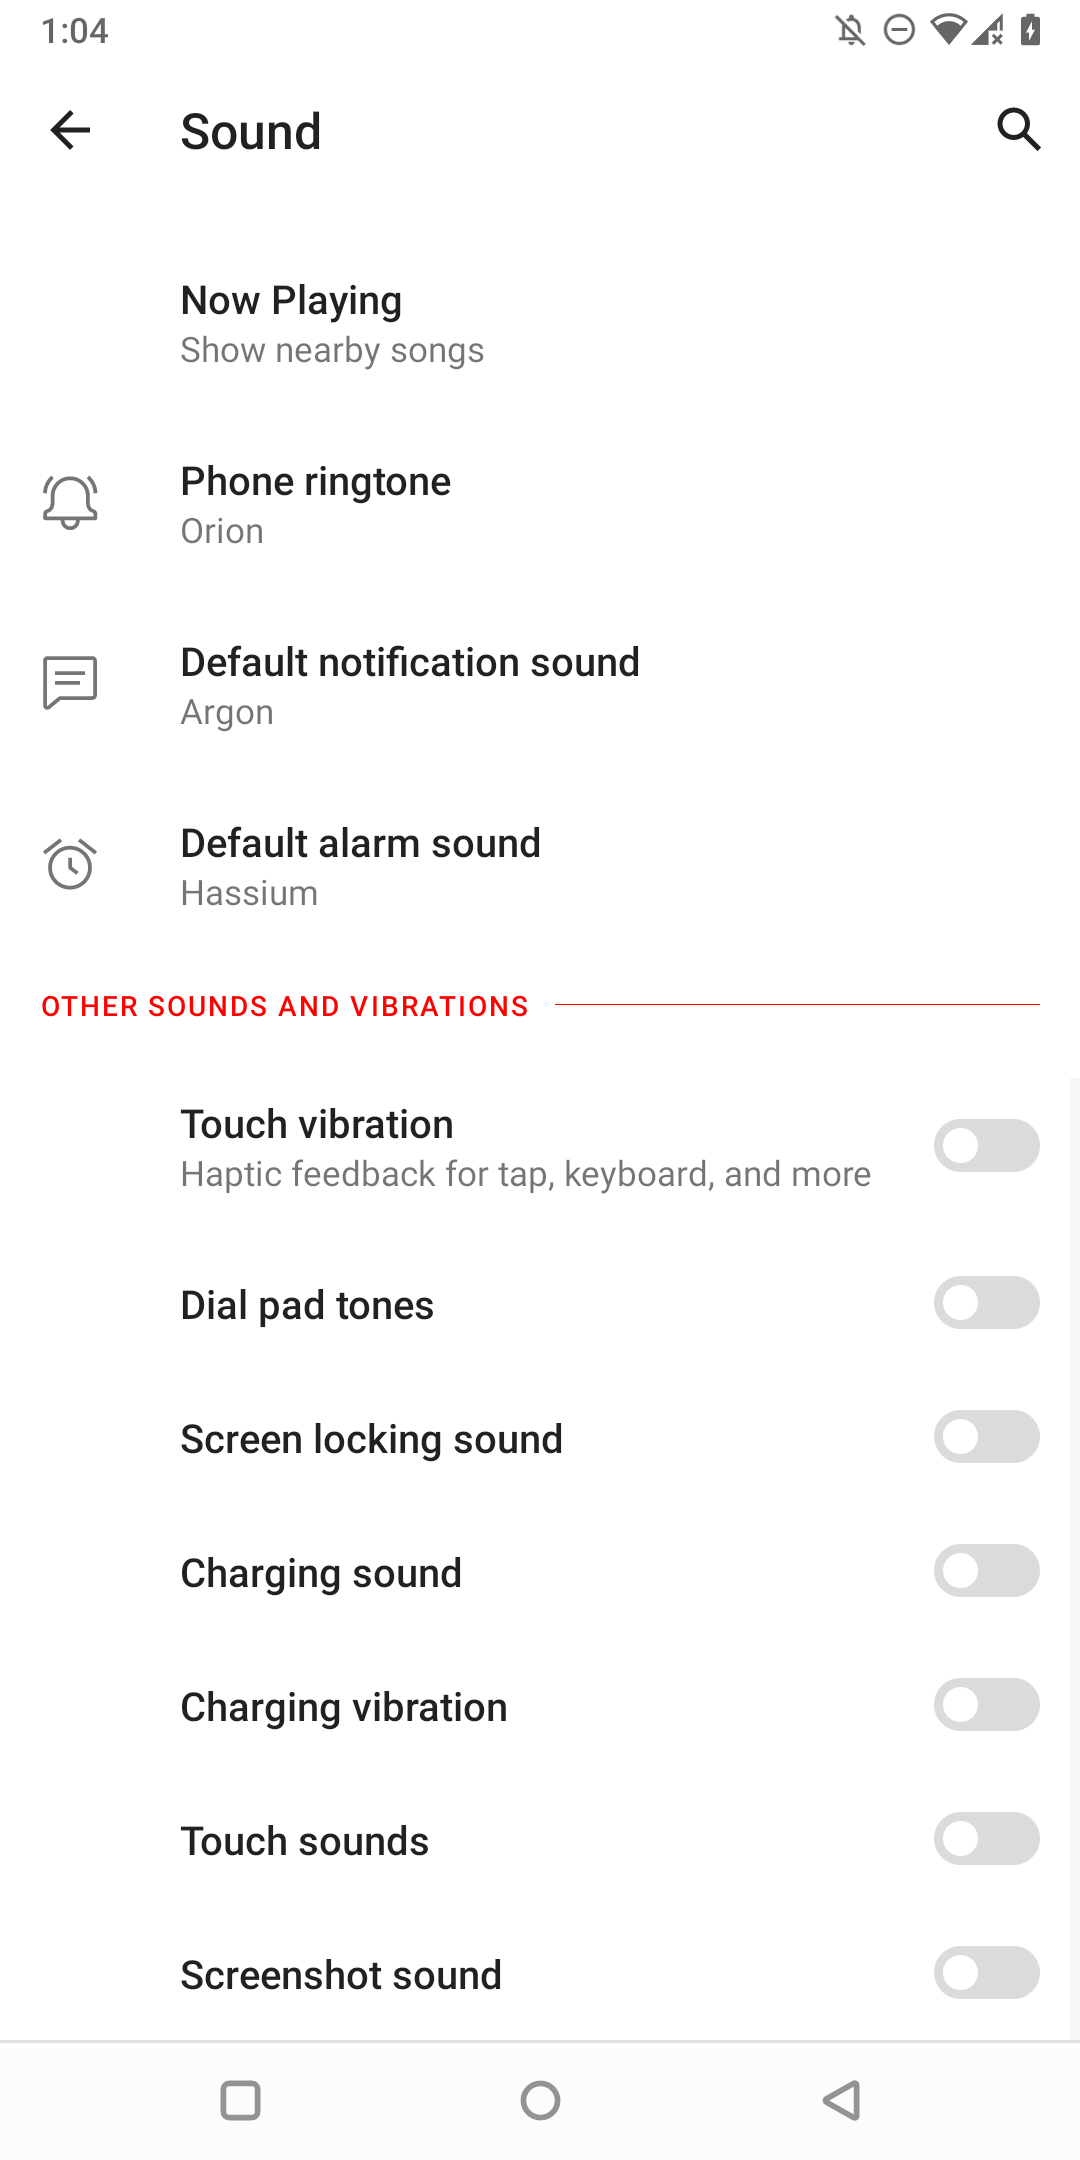 1:04
Sound
Now Playing
Show nearby songs
Phone ringtone
Orion
Default notification sound
Argon
Default alarm sound
Hassium
OTHER SOUNDS AND VIBRATIONS
Touch vibration
Haptic feedback for tap, keyboard, and more
Dial pad tones
Screen locking sound
Charging sound
Charging vibration
Touch sounds
Screenshot sound